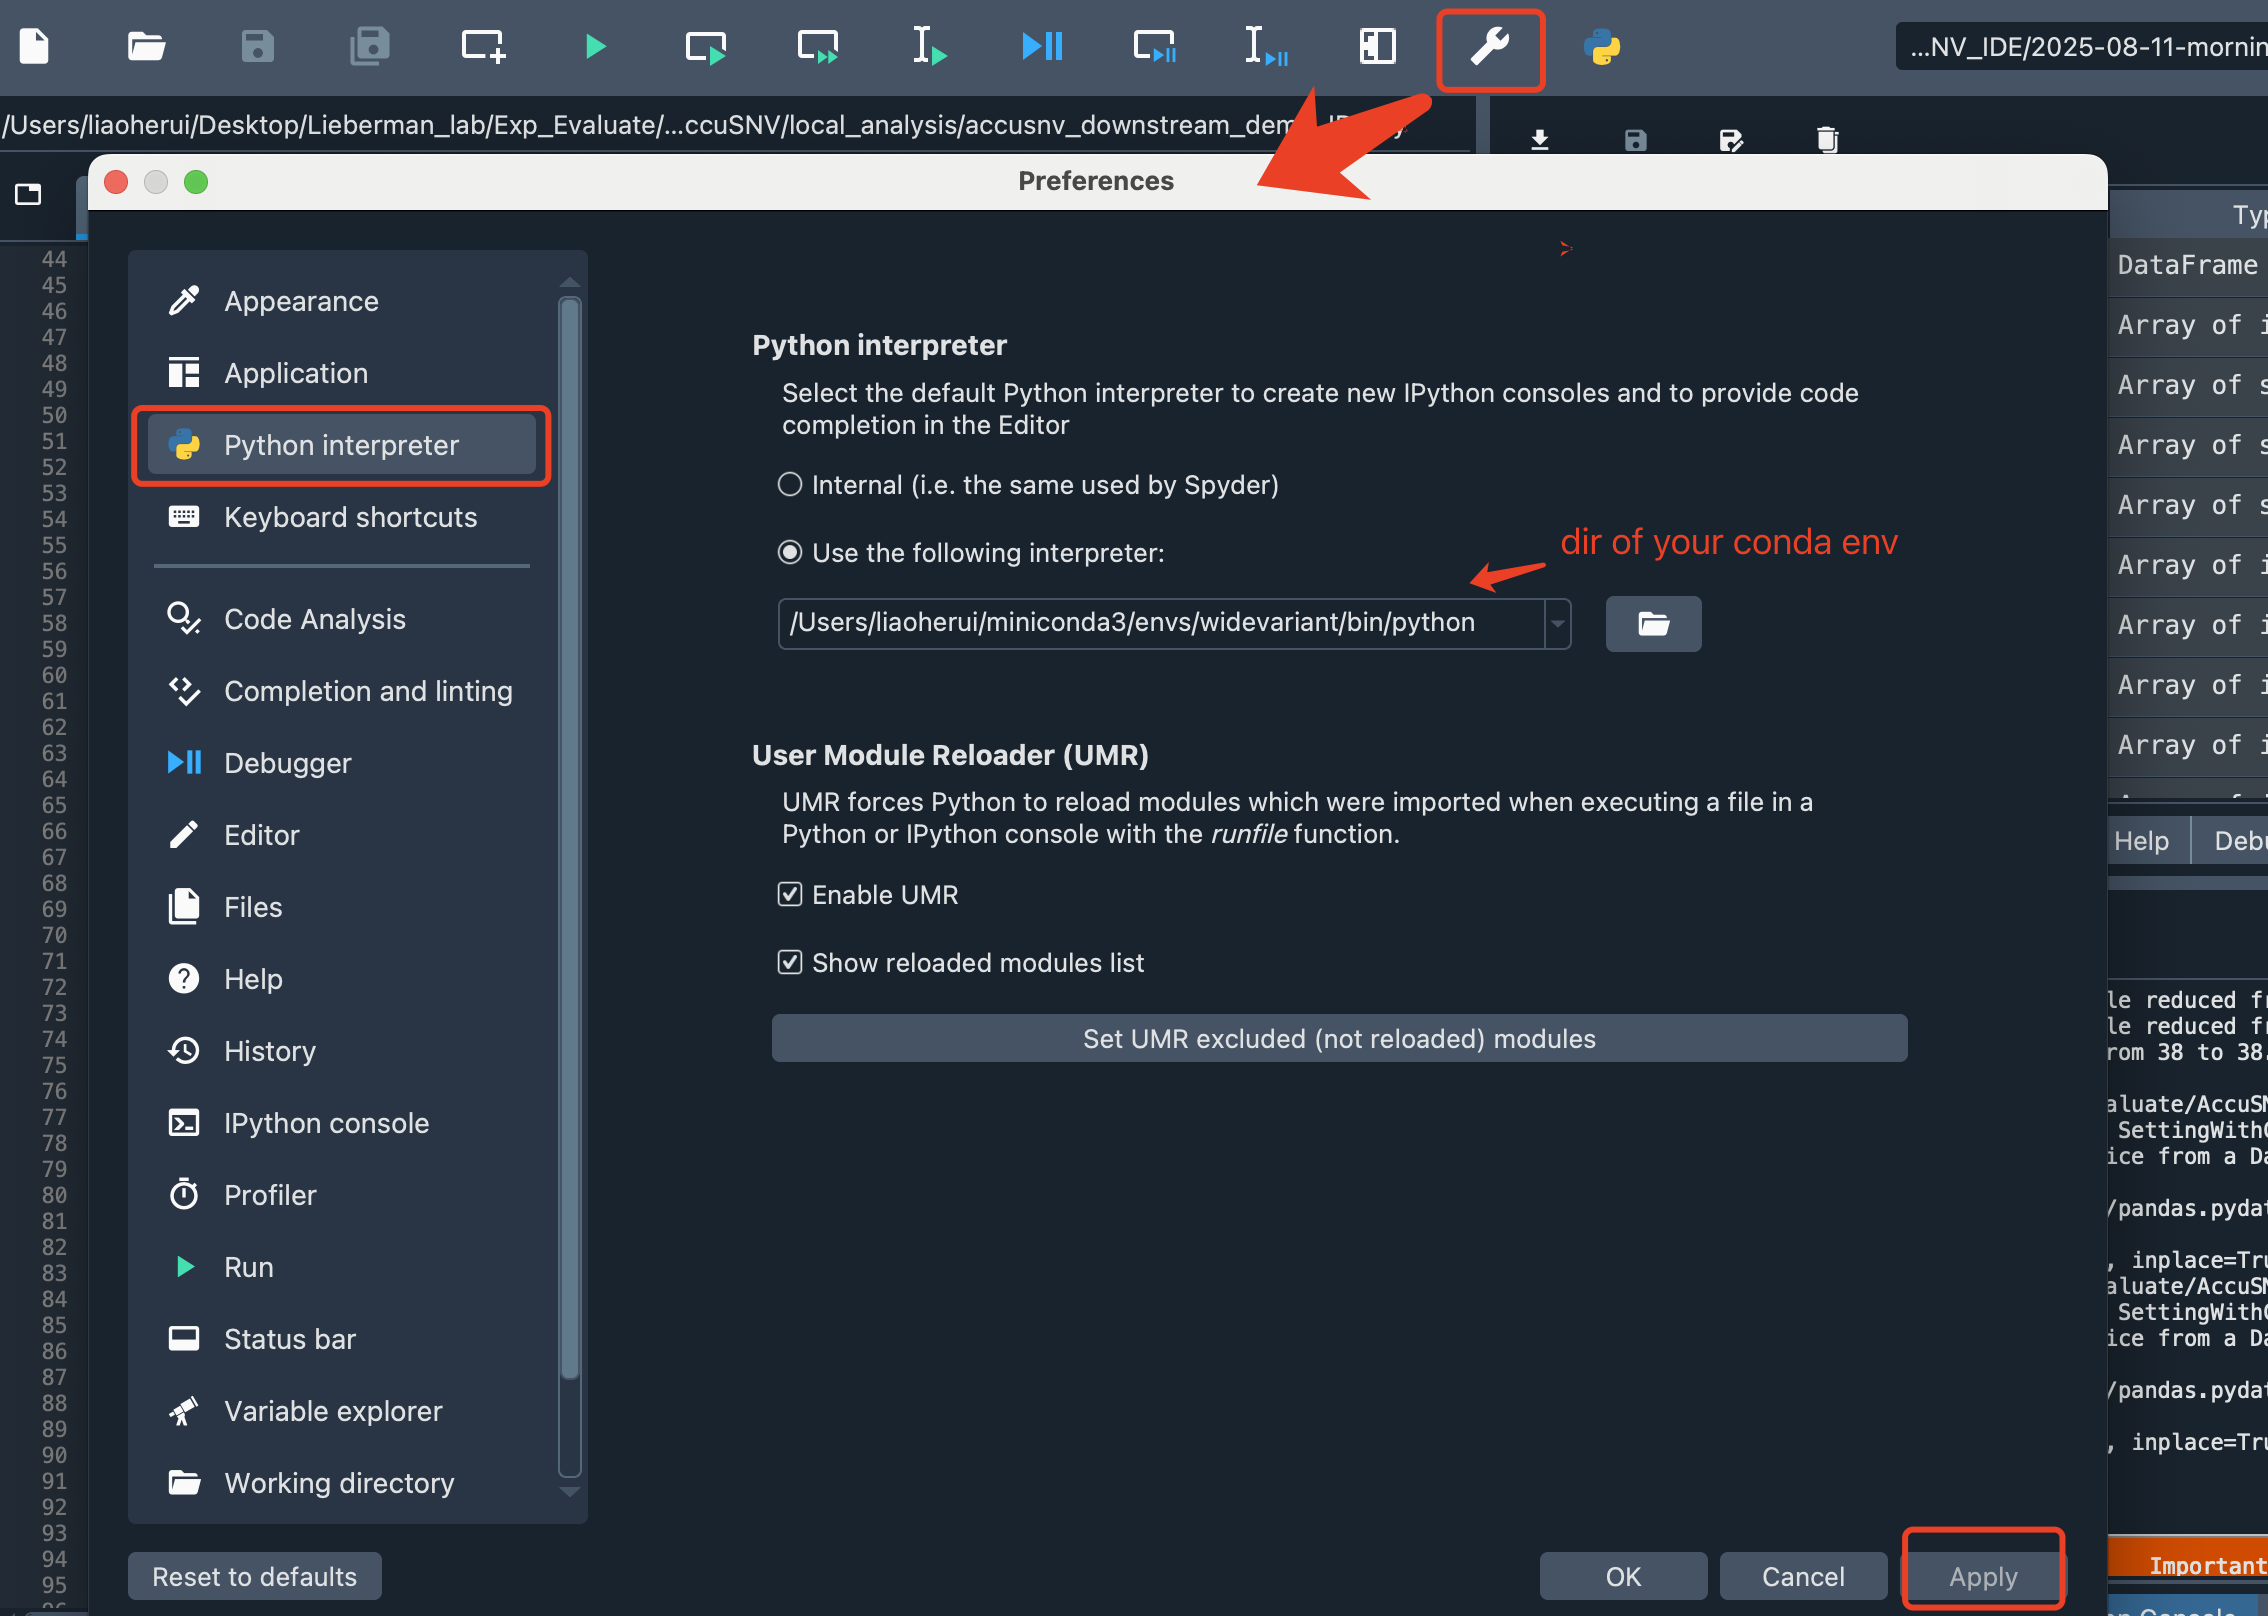 ...NV_IDE/2025-08-11-mornin
/Users/liaoherui/Desktop/Lieberman_lab/Exp_Evaluate/...ccuSNV/local_analysis/accusnv_downstream_dem
Preferences
44
45
46
47
48
49
50
51
52
53
54
55
56
57
58
59
60
61
62
63
64
65
66
67
68
69
70
71
72
73
74
75
76
77
78
79
80
81
82
83
84
85
86
87
88
89
90
91
92
93
94
95
Appearance
Application
Python interpreter
Keyboard shortcuts
Code Analysis
Completion and linting
Debugger
Editor
Files
Help
History
IPython console
Profiler
Run
Status bar
Variable explorer
Working directory
Reset to defaults
Python interpreter
Select the default Python interpreter to create new IPython consoles and to provide code
completion in the Editor
Internal (i.e. the same used by Spyder)
Use the following interpreter:
dir of your conda env
/Users/liaoherui/miniconda3/envs/widevariant/bin/python
User Module Reloader (UMR)
UMR forces Python to reload modules which were imported when executing a file in a
Python or IPython console with the runfile function.
Enable UMR
Show reloaded modules list
Set UMR excluded (not reloaded) modules
OK
Cancel
Apply
Typ
DataFrame
Array of i
Array of s
Array of s
Array of s
Array of i
Array of i
Array of i
Array of i
Help
Debu
le reduced fr
le reduced fr
rom 38 to 38.
aluate/AccuSN
SettingWithC
ice from a Da
/pandas.pydat
, inplace=Tru
aluate/AccuSN
SettingWithC
ice from a Da
/pandas.pydat
, inplace=Tru
Important